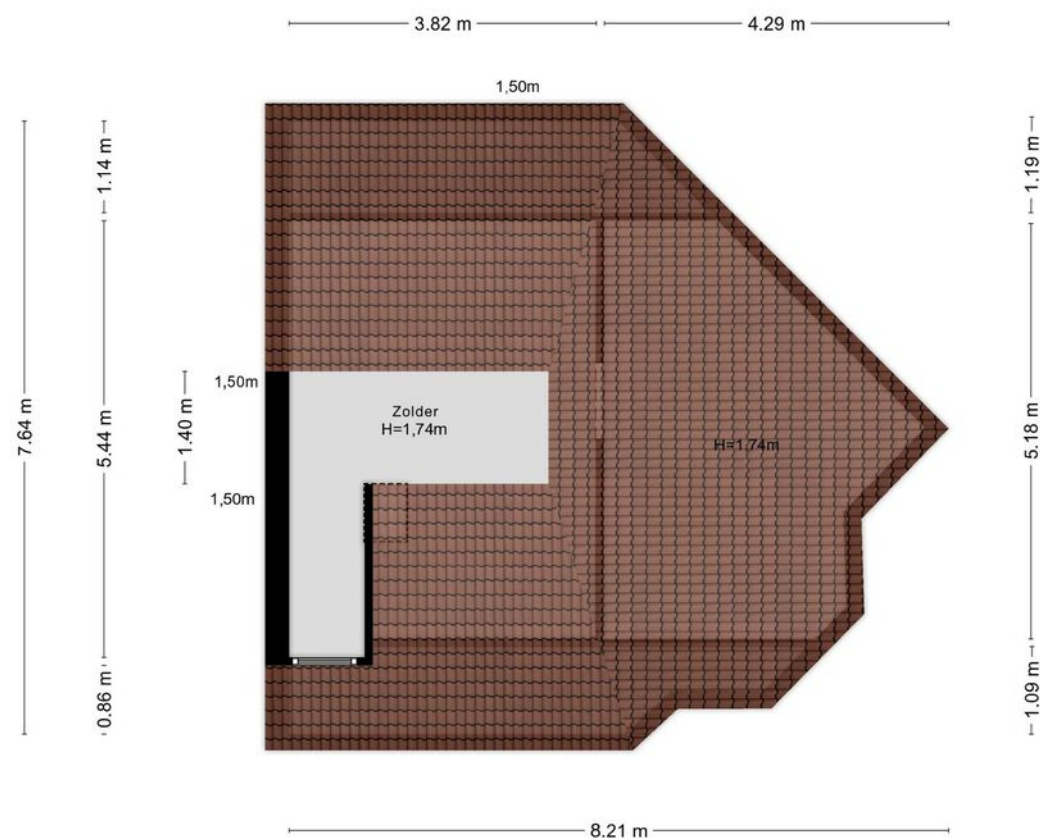 3.82 m
4.29 m
1,50m
1.14 m
1.19 m
7.64 m
5.44 m
1.40 m
1,50m
Zolder
H=1,74m
H=1,74m
5.18 m
1,50m
0.86 m
1.09 m
8.21 m